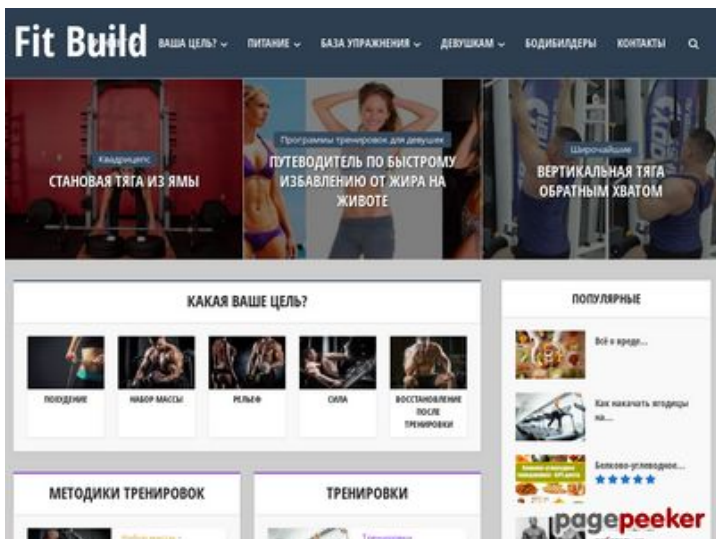 Fit Build
ВАША ЦЕЛЬ?
ПИТАНИЕ
БАЗА УПРАЖНЕНИЯ
ДЕВУШКАМ
БОДИБИЛДЕРЫ
КОНТАКТЫ
Квадрицепс
СТАНОВАЯ ТЯГА ИЗ ЯМЫ
Программы тренировок для девушек
ПУТЕВОДИТЕЛЬ ПО БЫСТРОМУ
ИЗБАВЛЕНИЮ ОТ ЖИРА НА
ЖИВОТЕ
Широчайшие
ВЕРТИКАЛЬНАЯ ТЯГА
ОБРАТНЫМ ХВАТОМ
КАКАЯ ВАШЕ ЦЕЛЬ?
ПОХУДЕНИЕ
НАБОР МАССЫ
РЕЛЬЕФ
СИЛА
ВОССТАНОВЛЕНИЕ
ПОСЛЕ
ТРЕНИРОВКИ
ПОПУЛЯРНЫЕ
Всё о вреде...
Как накачать ягодицы
на...
Белково-углеводное...
МЕТОДИКИ ТРЕНИРОВОК
ТРЕНИРОВКИ
Тренировки
pagepeeker